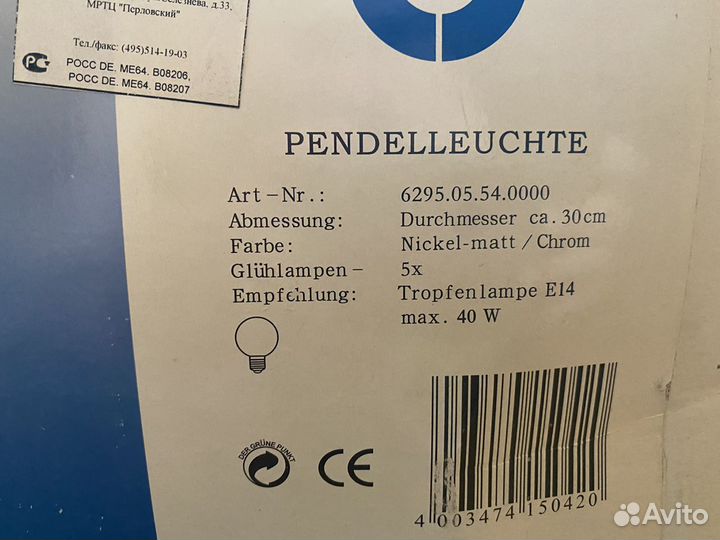 д.33,
МРТЦ "Перловский"
Тел./факс: (495)514-19-03
РОСС DE. ME64. B08206,
РОСС DE. ME64. B08207
PENDELLEUCHTE
Art-Nr.: 6295.05.54.0000
Abmessung: Durchmesser ca. 30cm
Farbe: Nickel-matt / Chrom
Glühlampen- 5x
Empfehlung: Tropfenlampe E14
max. 40 W
DER GRÜNE PUNKT
CE
4 003474 150420
Avito